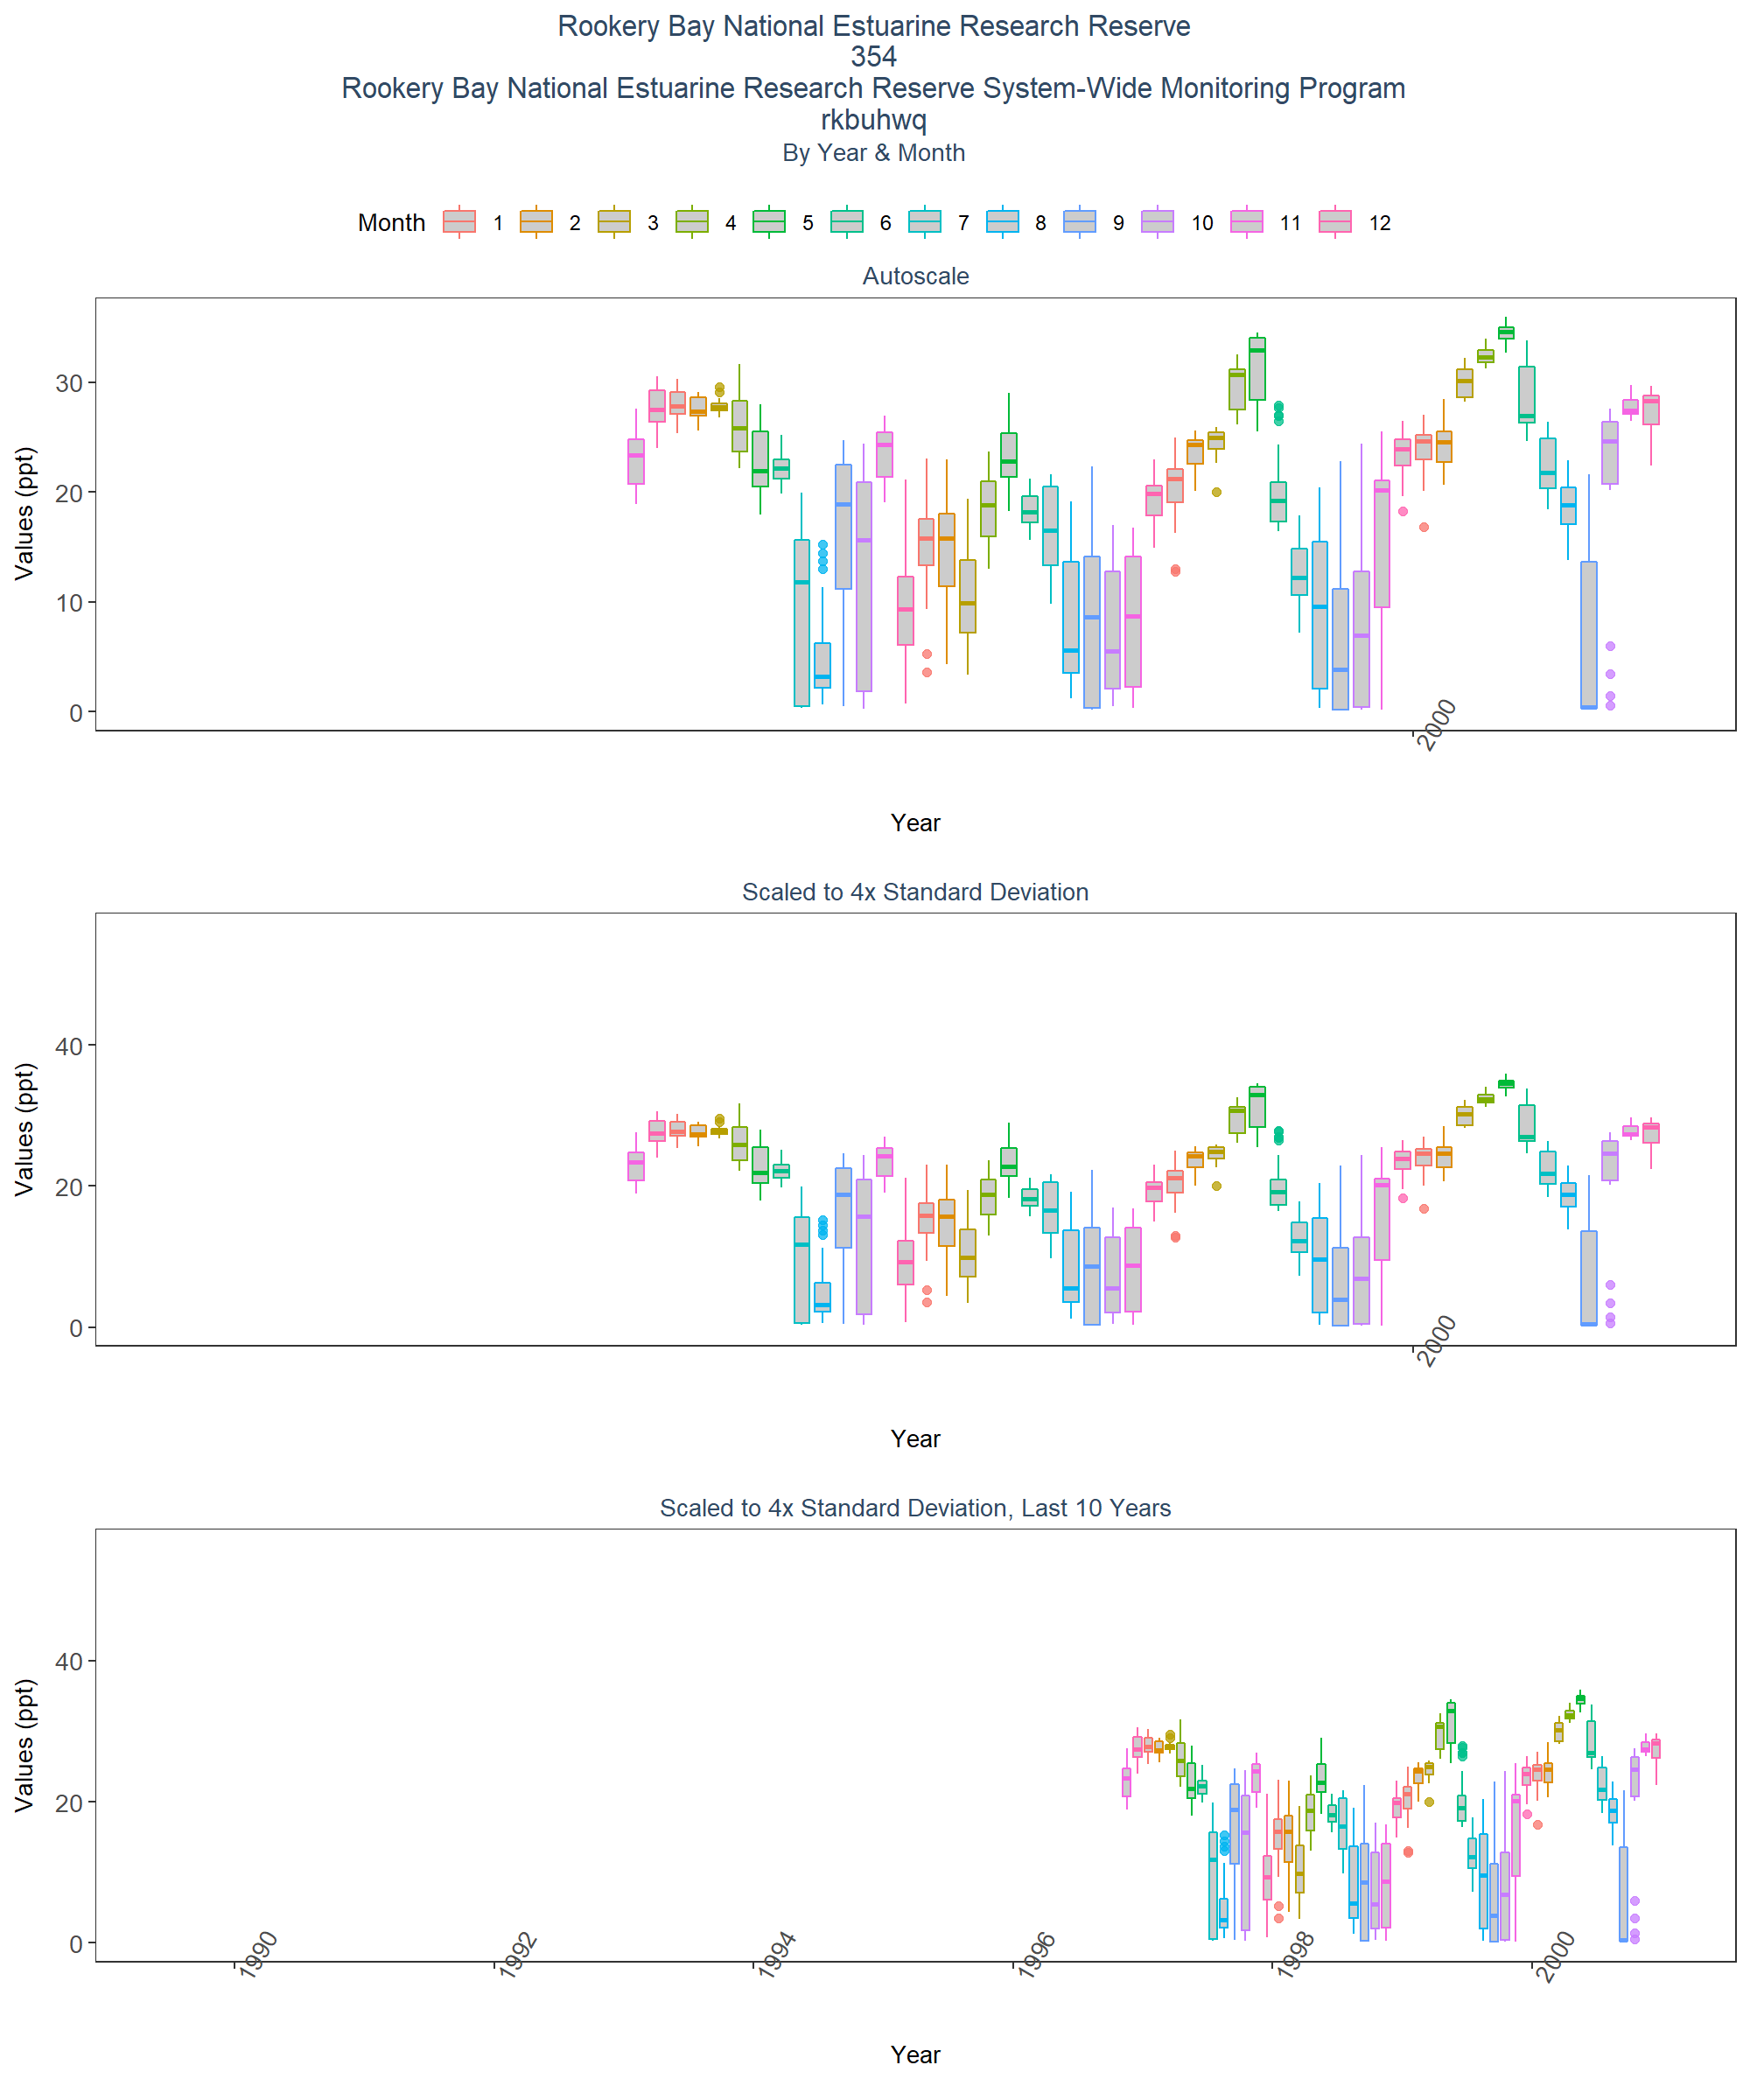 Rookery Bay National Estuarine Research Reserve
354
Rookery Bay National Estuarine Research Reserve System-Wide Monitoring Program
rkbuhwq
By Year & Month
Month 1 2 3 4 5 6 7 8 9 10 11 12
Autoscale
Values (ppt)
30
20
10
0
2000
Year
Scaled to 4x Standard Deviation
Values (ppt)
40
20
0
2000
Year
Scaled to 4x Standard Deviation, Last 10 Years
Values (ppt)
40
20
0
1990 1992 1994 1996 1998 2000
Year